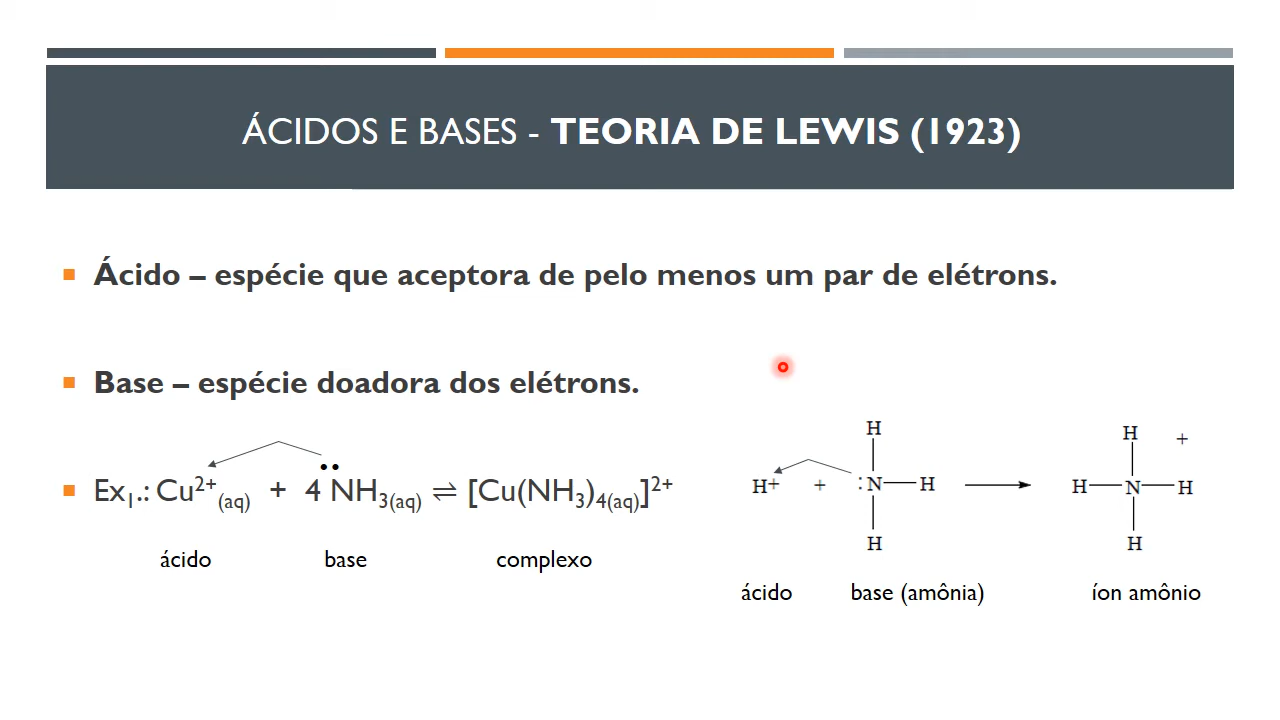 ÁCIDOS E BASES - TEORIA DE LEWIS (1923)
Ácido – espécie que aceptora de pelo menos um par de elétrons.
Base – espécie doadora dos elétrons.
Ex₁.: Cu²⁺₍aq₎ + 4 NH₃₍aq₎ ⇌ [Cu(NH₃)₄₍aq₎]²⁺
ácido base complexo
H H +
H⁺ + :N—H → H—N—H
H H
ácido base (amônia) íon amônio